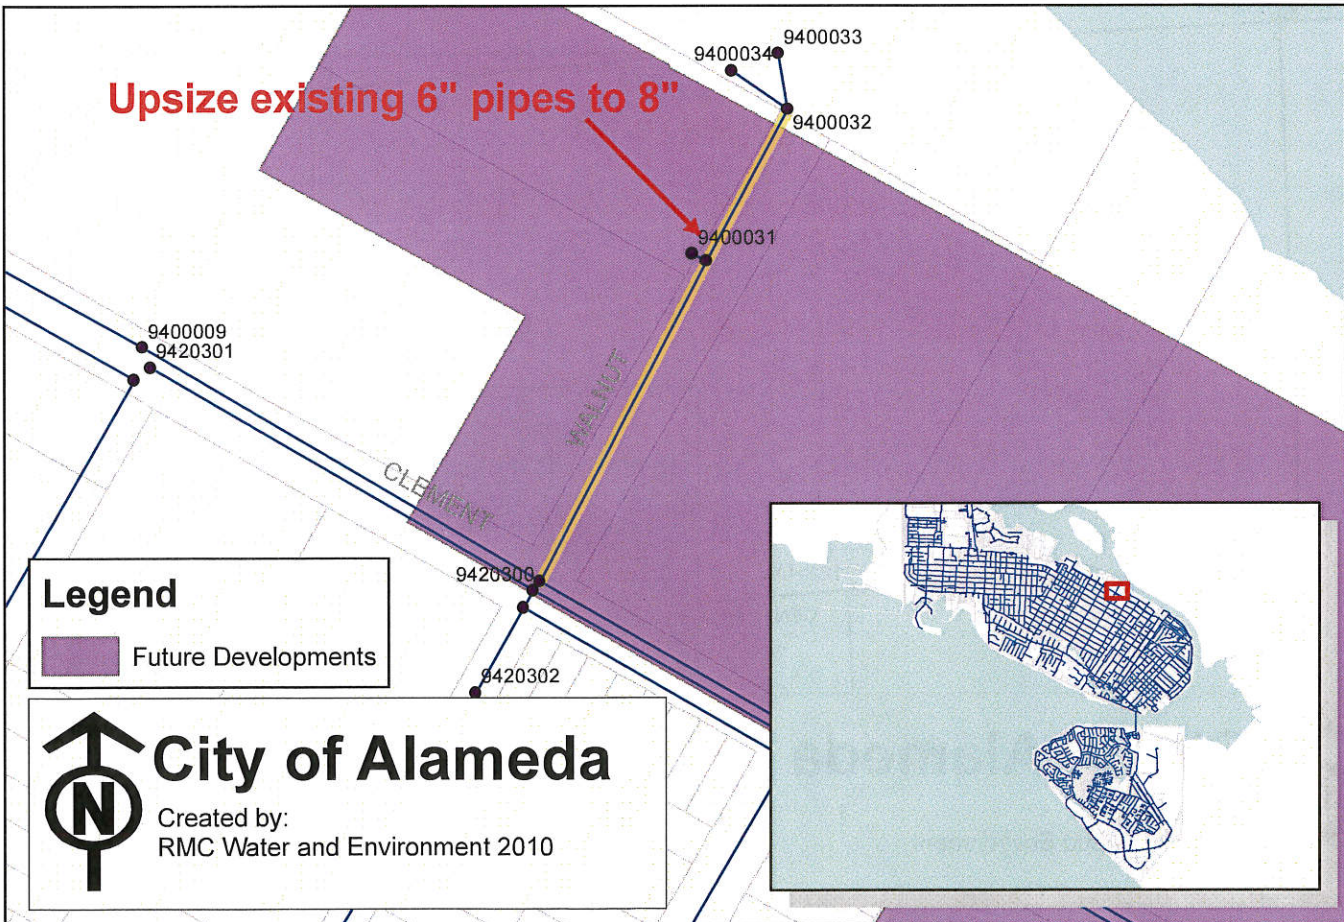 9400033
9400034
Upsize existing 6" pipes to 8"
9400032
9400031
9400009
9420301
WALNUT
CLEMENT
9420300
9420302
Legend
Future Developments
N
City of Alameda
Created by:
RMC Water and Environment 2010